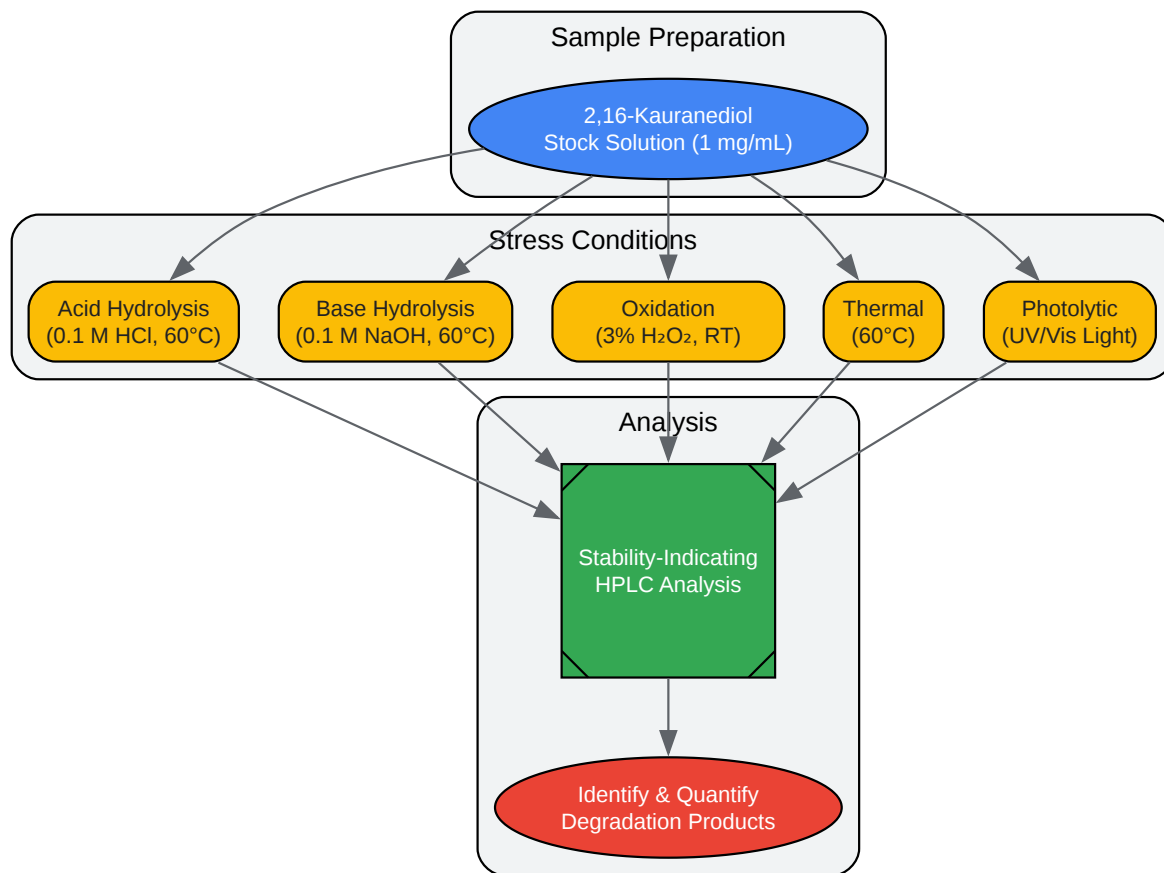 Sample Preparation
2,16-Kauranediol
Stock Solution (1 mg/mL)
Stress Conditions
Acid Hydrolysis
(0.1 M HCl, 60°C)
Base Hydrolysis
(0.1 M NaOH, 60°C)
Oxidation
(3% H₂O₂, RT)
Thermal
(60°C)
Photolytic
(UV/Vis Light)
Analysis
Stability-Indicating
HPLC Analysis
Identify & Quantify
Degradation Products